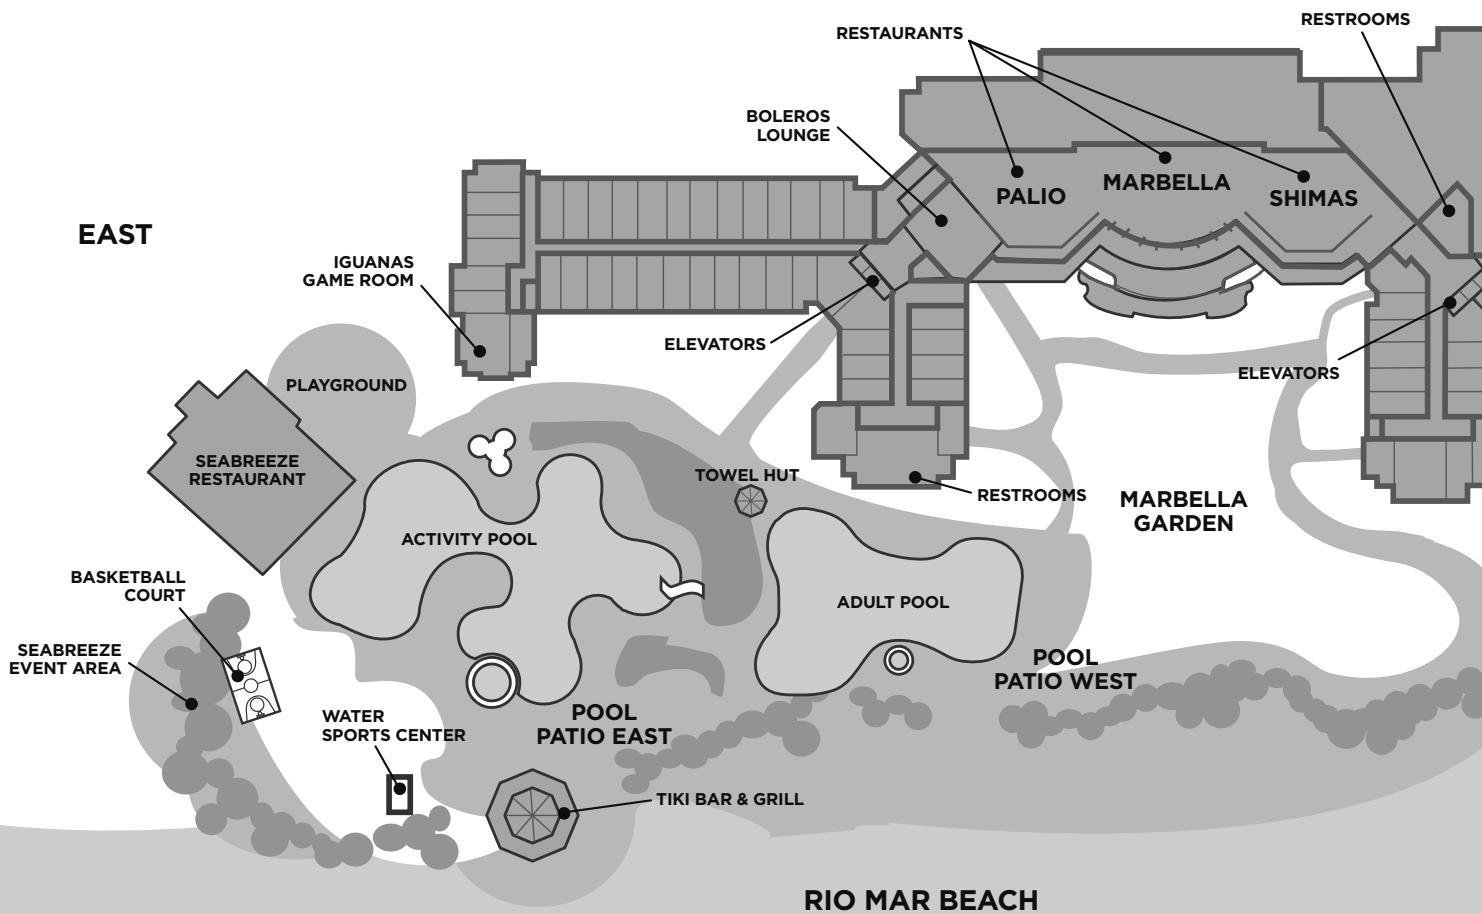 RESTROOMS
RESTAURANTS
BOLEROS
LOUNGE
PALIO
MARBELLA
SHIMAS
EAST
IGUANAS
GAME ROOM
ELEVATORS
ELEVATORS
PLAYGROUND
SEABREEZE
RESTAURANT
TOWEL HUT
RESTROOMS
MARBELLA
GARDEN
ACTIVITY POOL
BASKETBALL
COURT
ADULT POOL
SEABREEZE
EVENT AREA
POOL
PATIO WEST
WATER
SPORTS CENTER
POOL
PATIO EAST
TIKI BAR & GRILL
RIO MAR BEACH